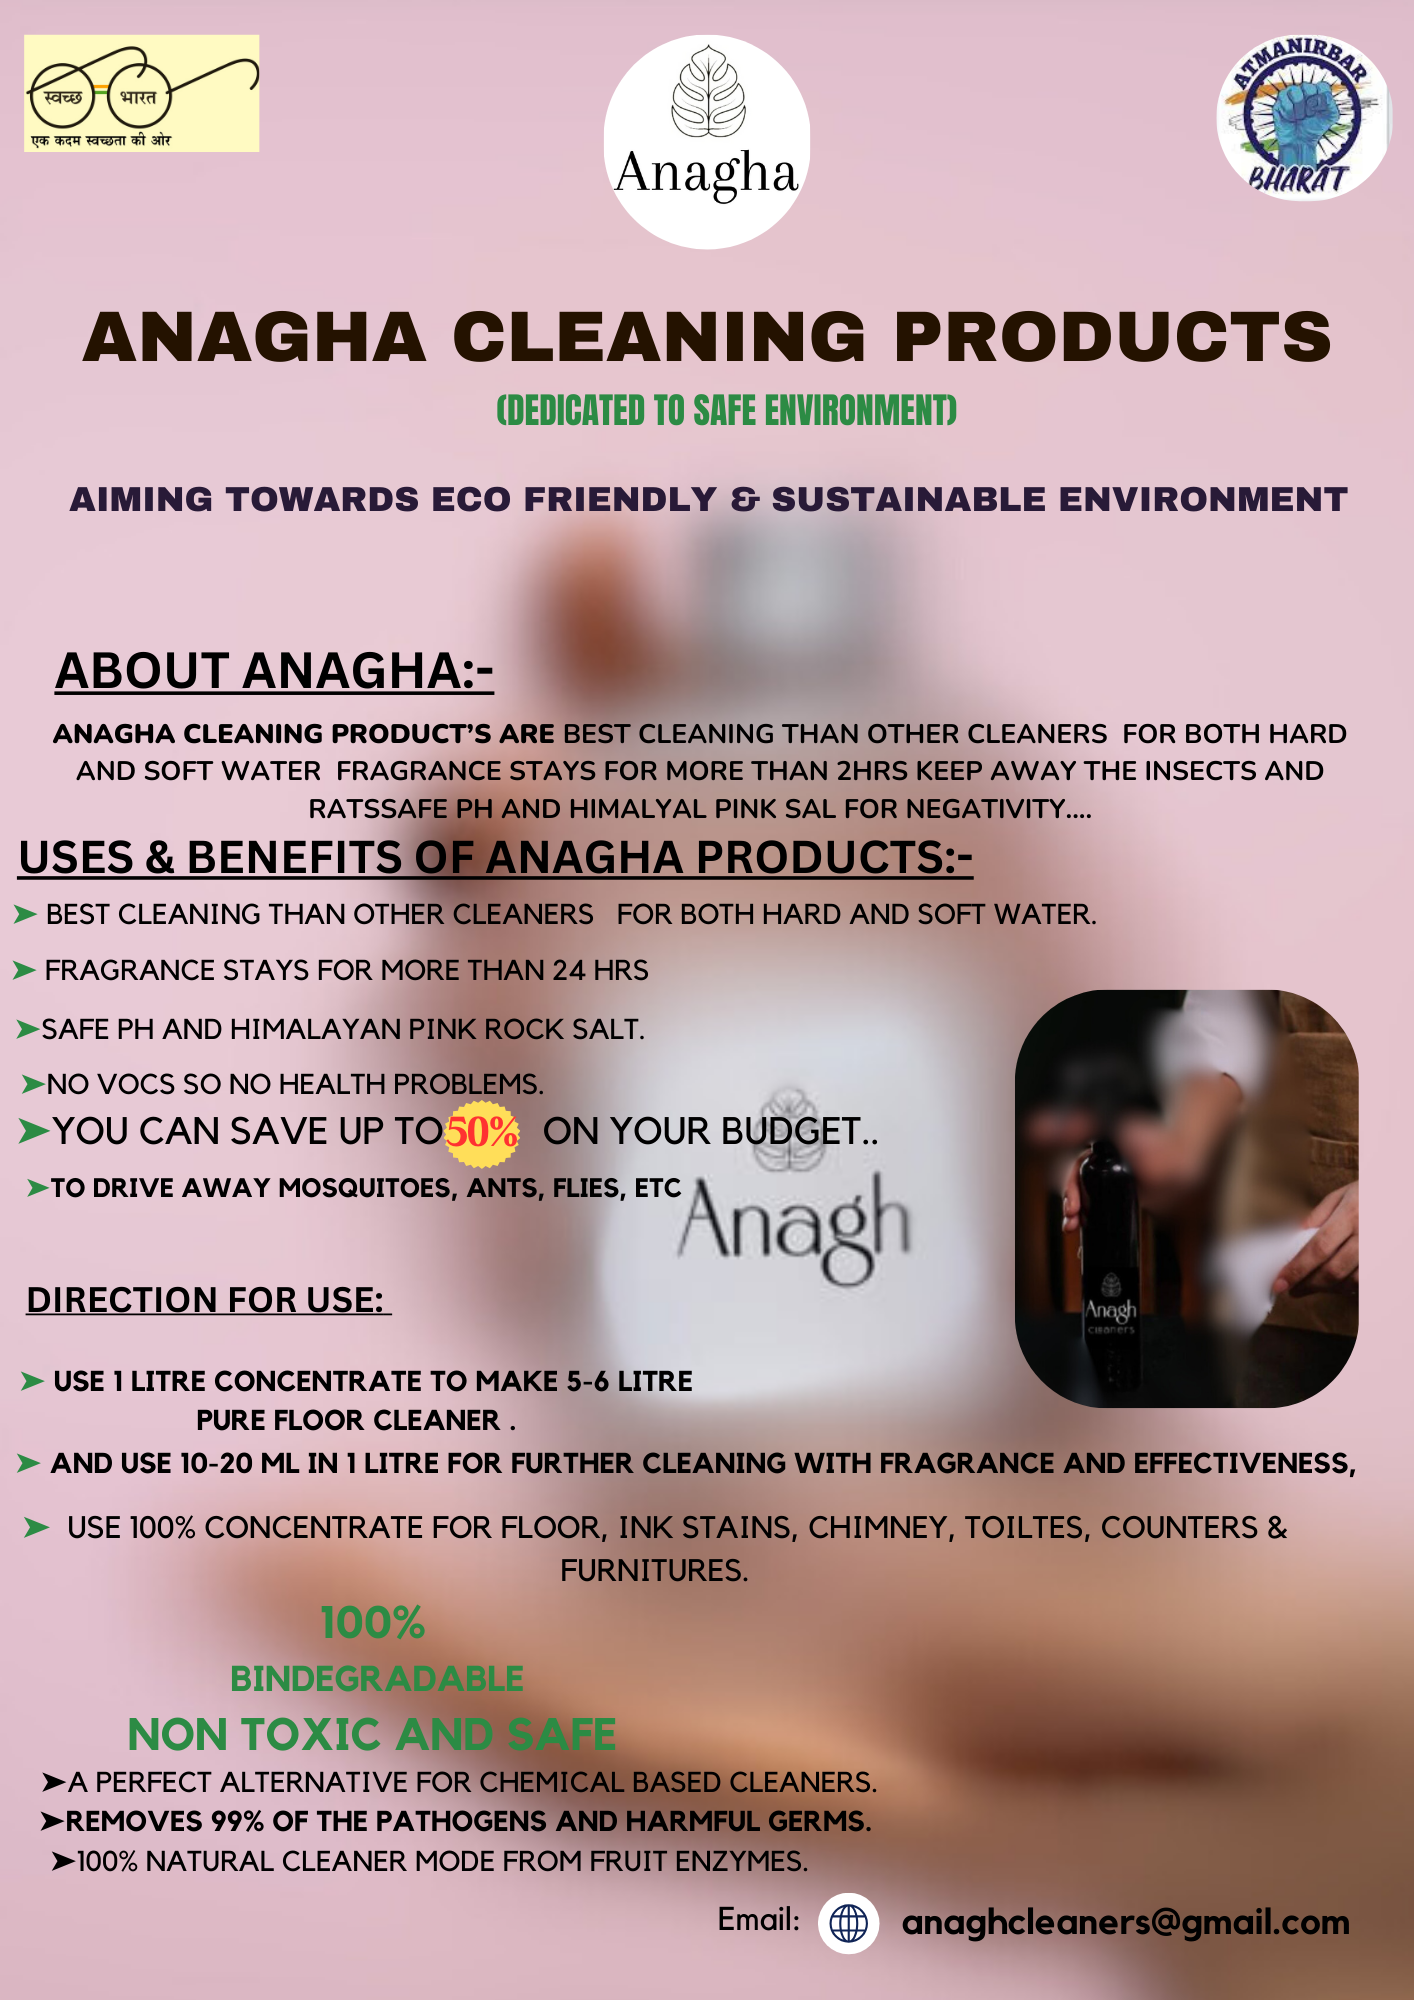 स्वच्छ भारत
एक कदम स्वच्छता की ओर
Anagha
ATMANIRBAR
BHARAT
ANAGHA CLEANING PRODUCTS
(DEDICATED TO SAFE ENVIRONMENT)
AIMING TOWARDS ECO FRIENDLY & SUSTAINABLE ENVIRONMENT
ABOUT ANAGHA:-
ANAGHA CLEANING PRODUCT'S ARE BEST CLEANING THAN OTHER CLEANERS FOR BOTH HARD
AND SOFT WATER FRAGRANCE STAYS FOR MORE THAN 2HRS KEEP AWAY THE INSECTS AND
RATSSAFE PH AND HIMALYAL PINK SAL FOR NEGATIVITY....
USES & BENEFITS OF ANAGHA PRODUCTS:-
➤ BEST CLEANING THAN OTHER CLEANERS FOR BOTH HARD AND SOFT WATER.
➤ FRAGRANCE STAYS FOR MORE THAN 24 HRS
➤SAFE PH AND HIMALAYAN PINK ROCK SALT.
➤NO VOCS SO NO HEALTH PROBLEMS.
➤YOU CAN SAVE UP TO 50% ON YOUR BUDGET..
➤TO DRIVE AWAY MOSQUITOES, ANTS, FLIES, ETC
Anagh
Anagh
cleaners
DIRECTION FOR USE:
➤ USE 1 LITRE CONCENTRATE TO MAKE 5-6 LITRE
PURE FLOOR CLEANER .
➤ AND USE 10-20 ML IN 1 LITRE FOR FURTHER CLEANING WITH FRAGRANCE AND EFFECTIVENESS,
➤ USE 100% CONCENTRATE FOR FLOOR, INK STAINS, CHIMNEY, TOILTES, COUNTERS &
FURNITURES.
100%
BINDEGRADABLE
NON TOXIC AND SAFE
➤A PERFECT ALTERNATIVE FOR CHEMICAL BASED CLEANERS.
➤REMOVES 99% OF THE PATHOGENS AND HARMFUL GERMS.
➤100% NATURAL CLEANER MODE FROM FRUIT ENZYMES.
Email: anaghcleaners@gmail.com